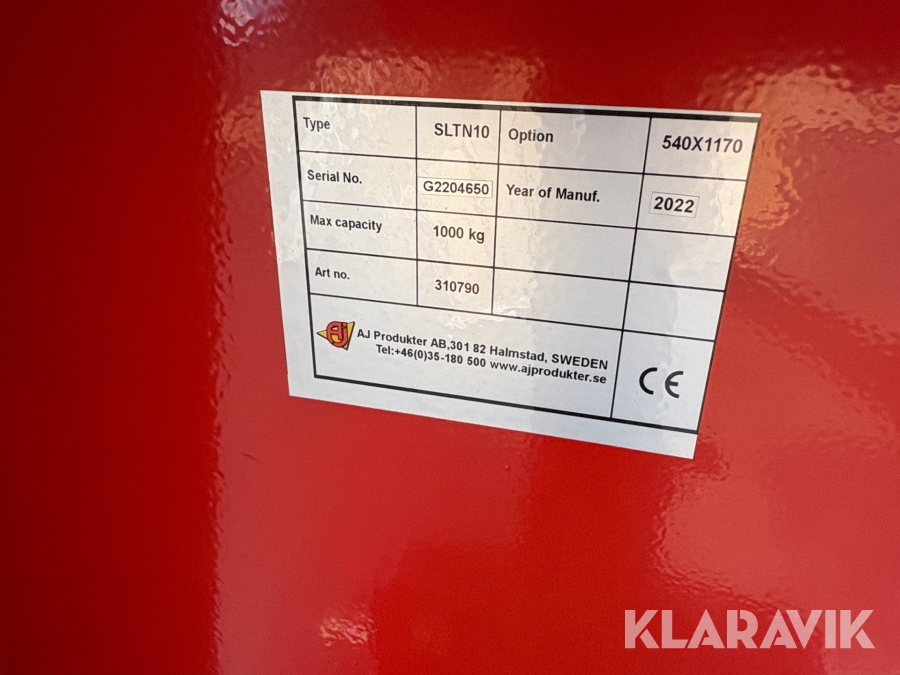 Type SLTN10 Option 540X1170
Serial No. G2204650 Year of Manuf. 2022
Max capacity 1000 kg
Art no. 310790
AJ AJ Produkter AB,301 82 Halmstad, SWEDEN
Tel:+46(0)35-180 500 www.ajprodukter.se
CE
KLARAVIK